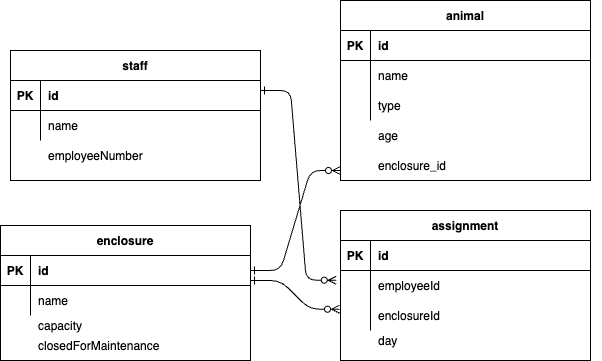 staff
PK id
name
employeeNumber
enclosure
PK id
name
capacity
closedForMaintenance
animal
PK id
name
type
age
enclosure_id
assignment
PK id
employeeId
enclosureId
day